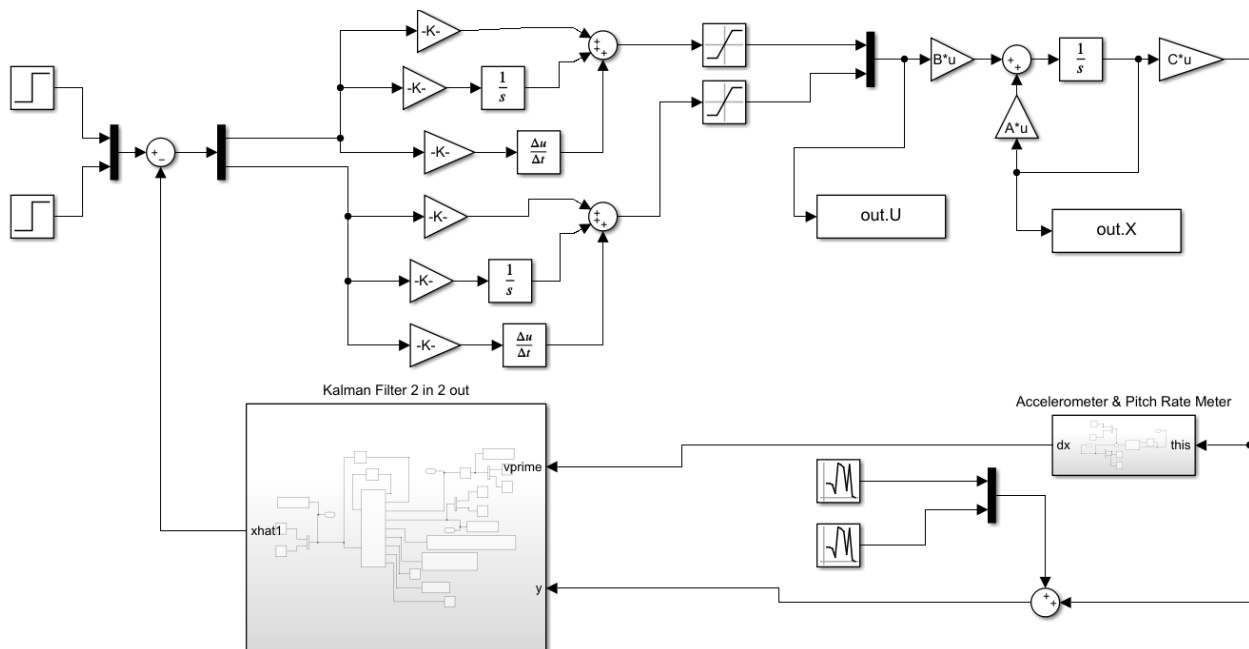 -K-
+
+
+
-K-
1
s
-K-
Δu
Δt
+
−
-K-
+
+
+
-K-
1
s
-K-
Δu
Δt
B*u
+
+
1
s
C*u
A*u
out.U
out.X
Kalman Filter 2 in 2 out
vprime
xhat1
y
Accelerometer & Pitch Rate Meter
dx
this
+
+